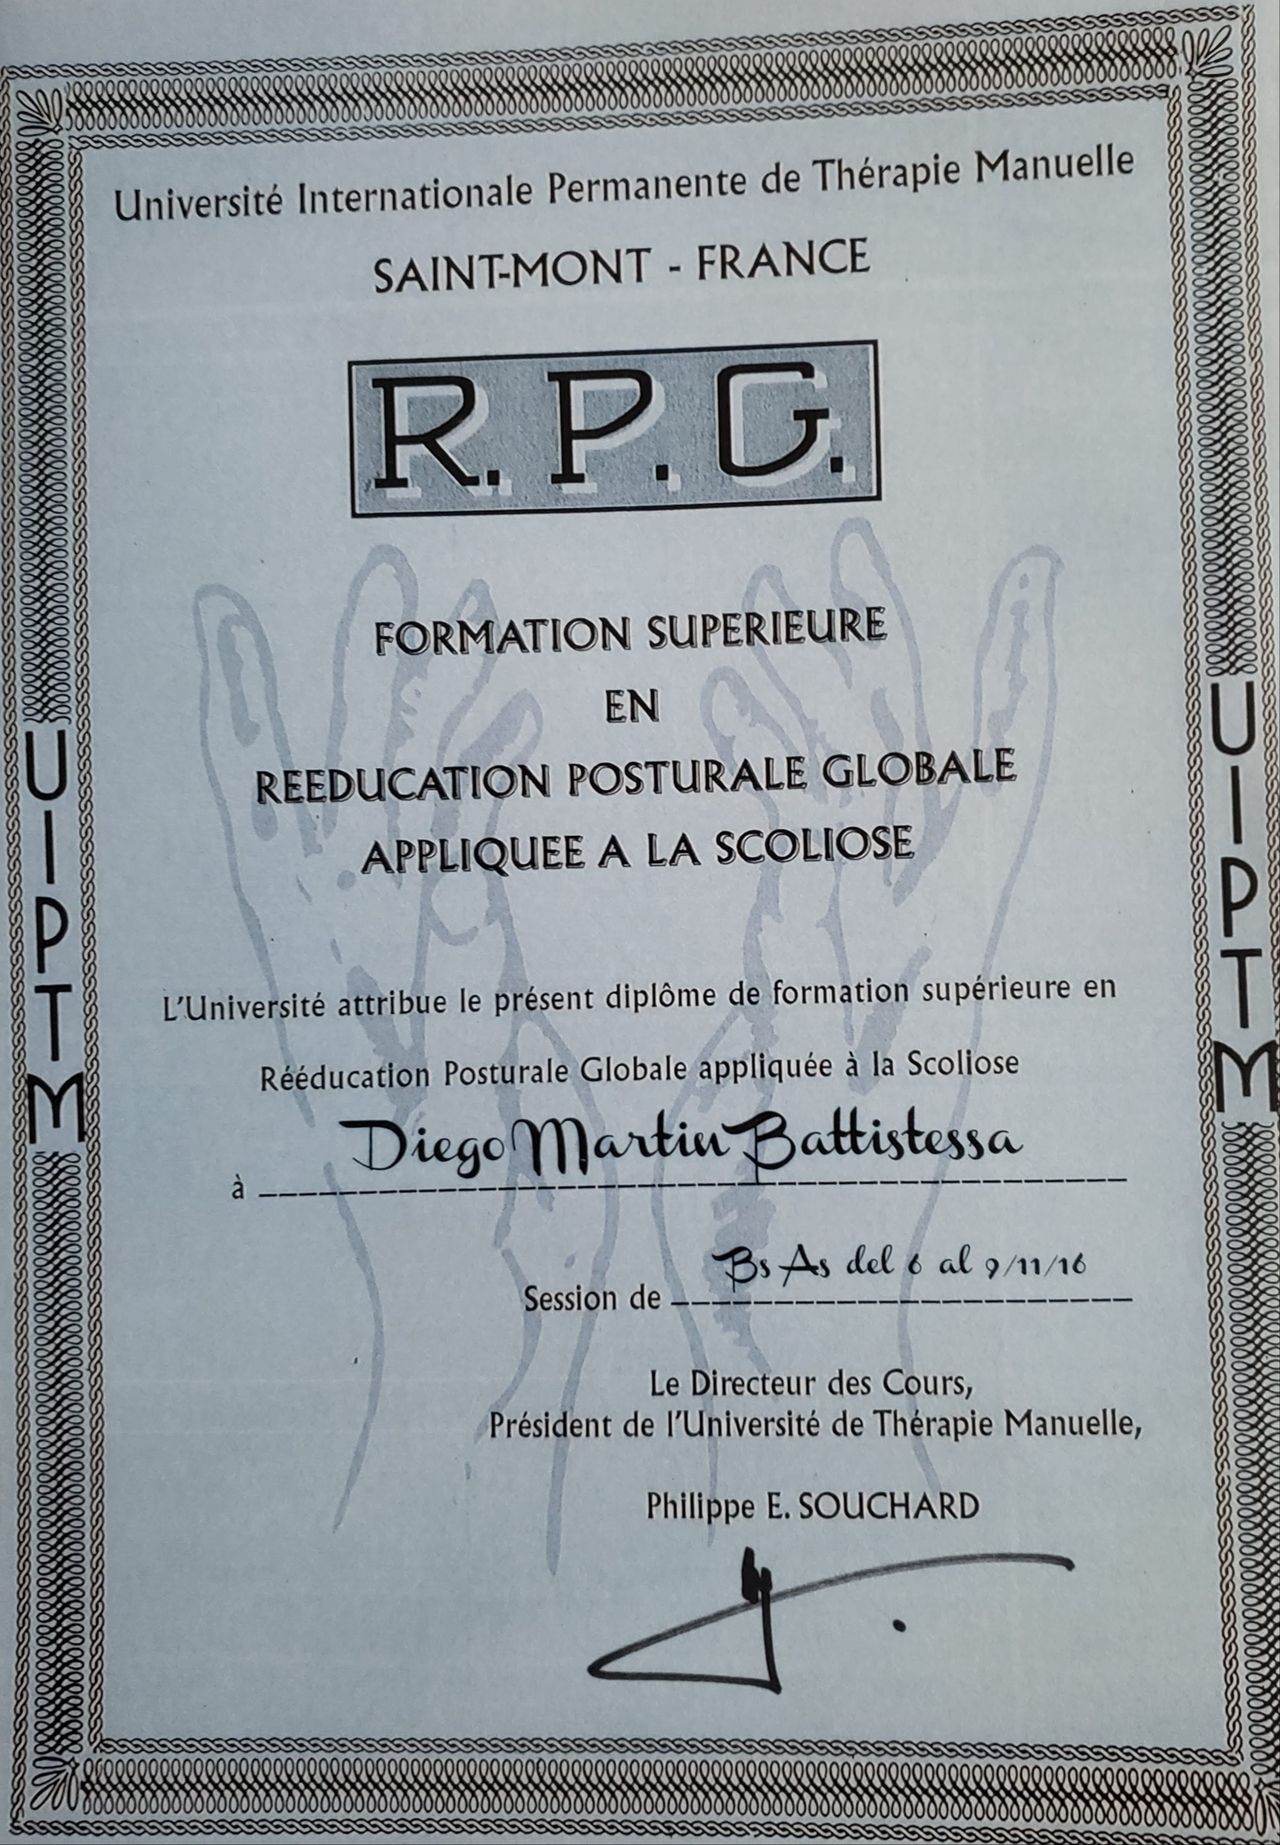 Université Internationale Permanente de Thérapie Manuelle
SAINT-MONT - FRANCE
R.P.G.
FORMATION SUPERIEURE
EN
REEDUCATION POSTURALE GLOBALE
APPLIQUEE A LA SCOLIOSE
UIPTM
UIPTM
L'Université attribue le présent diplôme de formation supérieure en
Rééducation Posturale Globale appliquée à la Scoliose
à Diego Martin Battistessa
Session de Bs As del 6 al 9/11/16
Le Directeur des Cours,
Président de l'Université de Thérapie Manuelle,
Philippe E. SOUCHARD